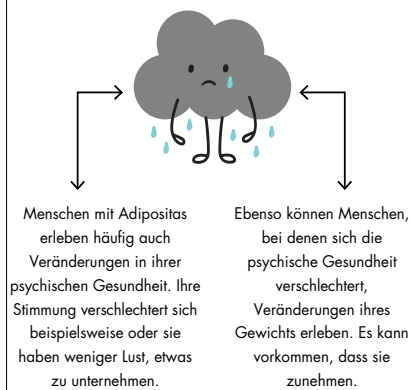 Menschen mit Adipositas
erleben häufig auch
Veränderungen in ihrer
psychischen Gesundheit. Ihre
Stimmung verschlechtert sich
beispielsweise oder sie
haben weniger Lust, etwas
zu unternehmen.
Ebenso können Menschen,
bei denen sich die
psychische Gesundheit
verschlechtert,
Veränderungen ihres
Gewichts erleben. Es kann
vorkommen, dass sie
zunehmen.